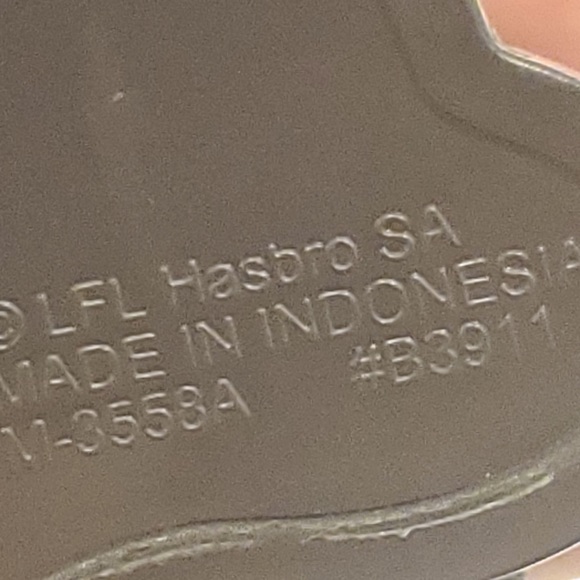 © LFL Hasbro SA
MADE IN INDONESIA
M-3558A #B3911